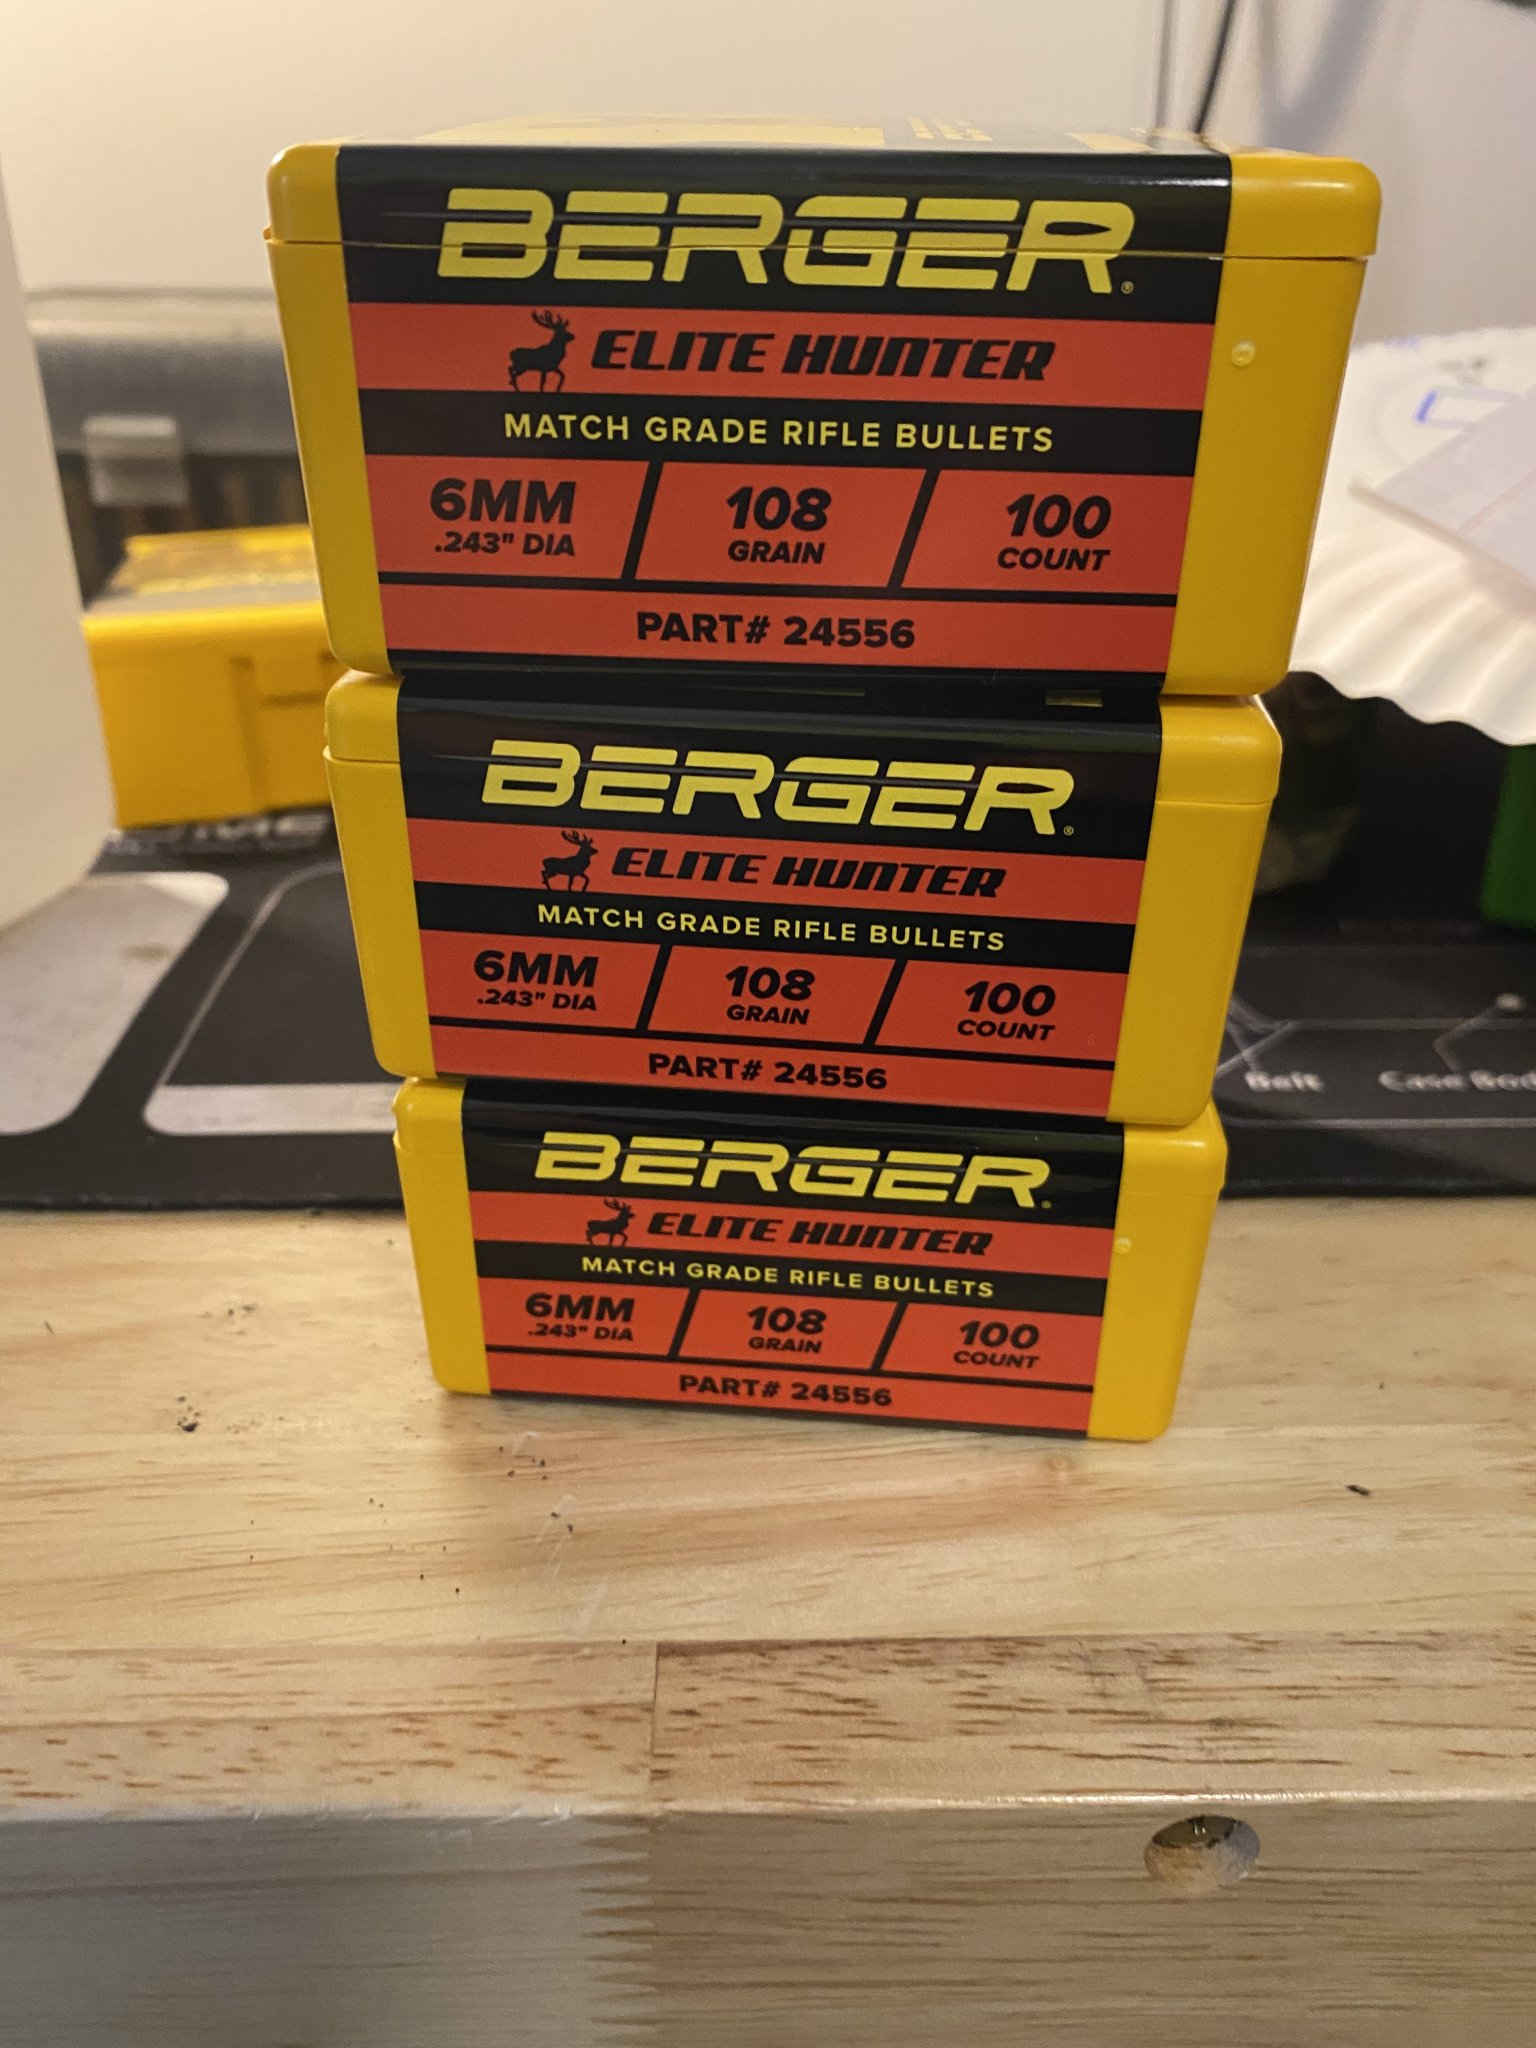 BERGER®
ELITE HUNTER
MATCH GRADE RIFLE BULLETS
6MM 108 100
.243" DIA GRAIN COUNT
PART# 24556
BERGER®
ELITE HUNTER
MATCH GRADE RIFLE BULLETS
6MM 108 100
.243" DIA GRAIN COUNT
PART# 24556
Belt
BERGER®
ELITE HUNTER
MATCH GRADE RIFLE BULLETS
6MM 108 100
.243" DIA GRAIN COUNT
PART# 24556